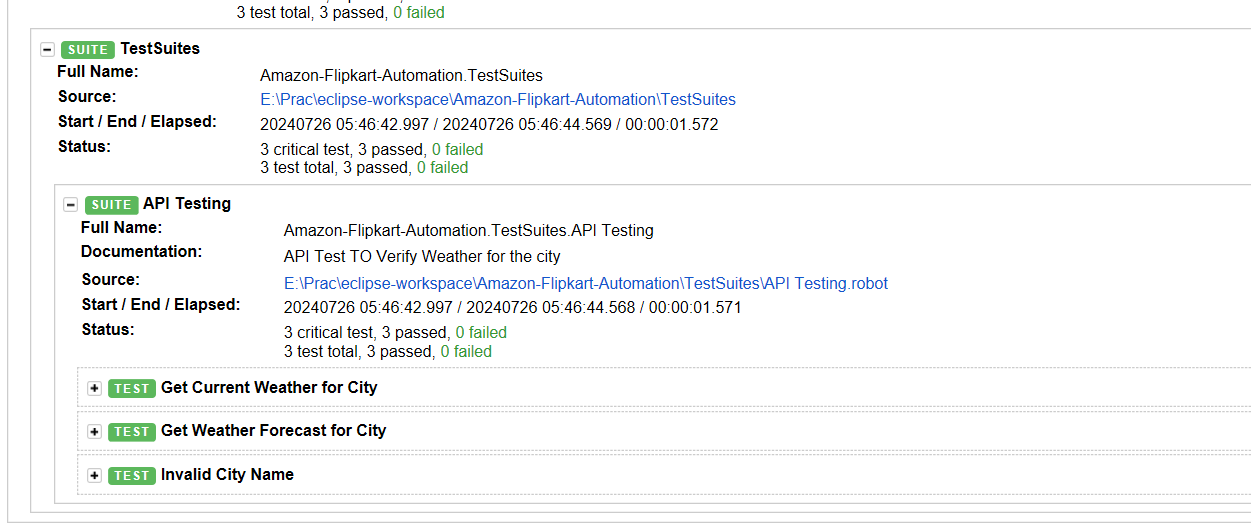 3 test total, 3 passed, 0 failed
SUITE TestSuites
Full Name: Amazon-Flipkart-Automation.TestSuites
Source: E:\Prac\eclipse-workspace\Amazon-Flipkart-Automation\TestSuites
Start / End / Elapsed: 20240726 05:46:42.997 / 20240726 05:46:44.569 / 00:00:01.572
Status: 3 critical test, 3 passed, 0 failed
3 test total, 3 passed, 0 failed
SUITE API Testing
Full Name: Amazon-Flipkart-Automation.TestSuites.API Testing
Documentation: API Test TO Verify Weather for the city
Source: E:\Prac\eclipse-workspace\Amazon-Flipkart-Automation\TestSuites\API Testing.robot
Start / End / Elapsed: 20240726 05:46:42.997 / 20240726 05:46:44.568 / 00:00:01.571
Status: 3 critical test, 3 passed, 0 failed
3 test total, 3 passed, 0 failed
TEST Get Current Weather for City
TEST Get Weather Forecast for City
TEST Invalid City Name